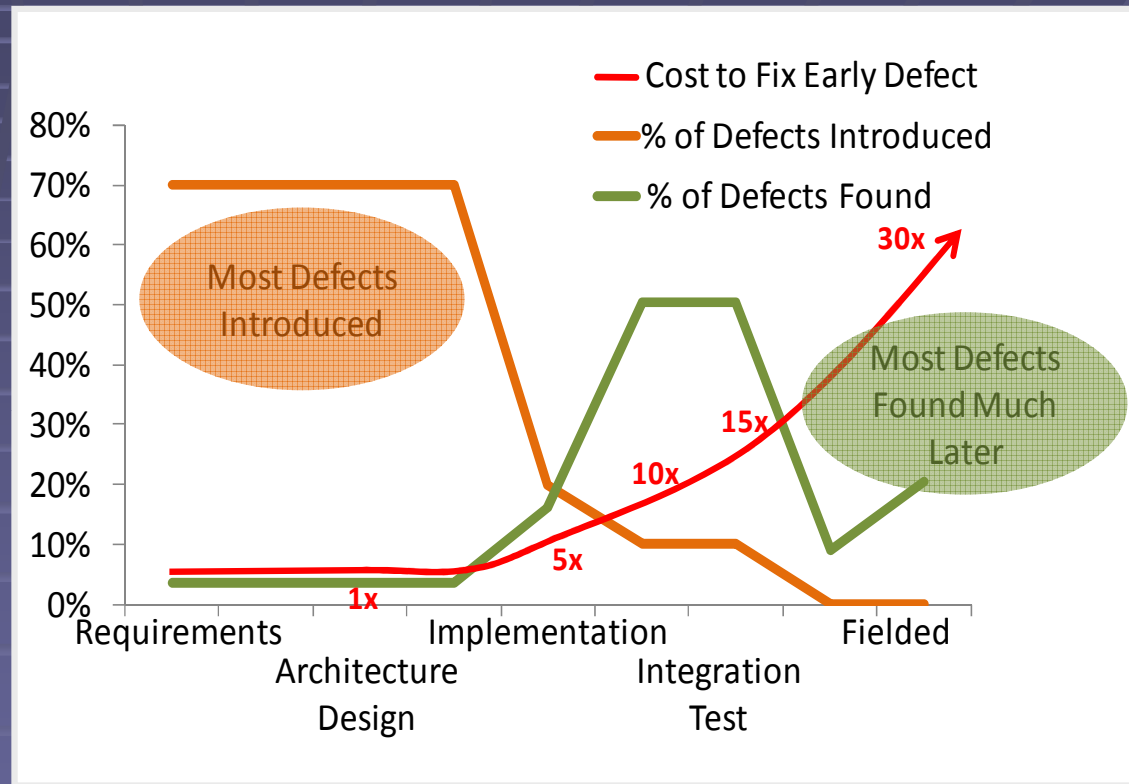 Cost to Fix Early Defect
% of Defects Introduced
% of Defects Found
80%
70%
60%
50%
40%
30%
20%
10%
0%
Most Defects
Introduced
30x
Most Defects
Found Much
Later
15x
10x
5x
1x
Requirements
Architecture
Design
Implementation
Integration
Test
Fielded